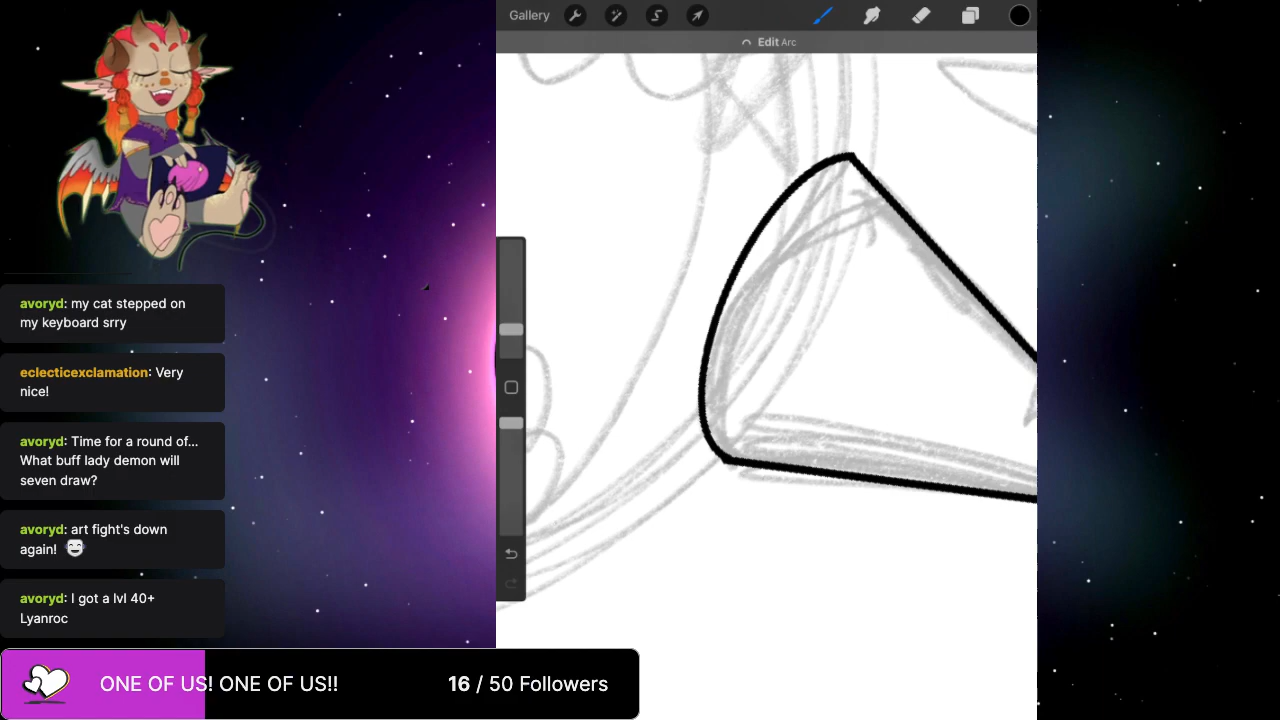 Gallery
Edit Arc
avoryd: my cat stepped on
my keyboard srry
eclecticexclamation: Very
nice!
avoryd: Time for a round of...
What buff lady demon will
seven draw?
avoryd: art fight's down
again!
avoryd: I got a lvl 40+
Lyanroc
ONE OF US! ONE OF US!!
16 / 50 Followers